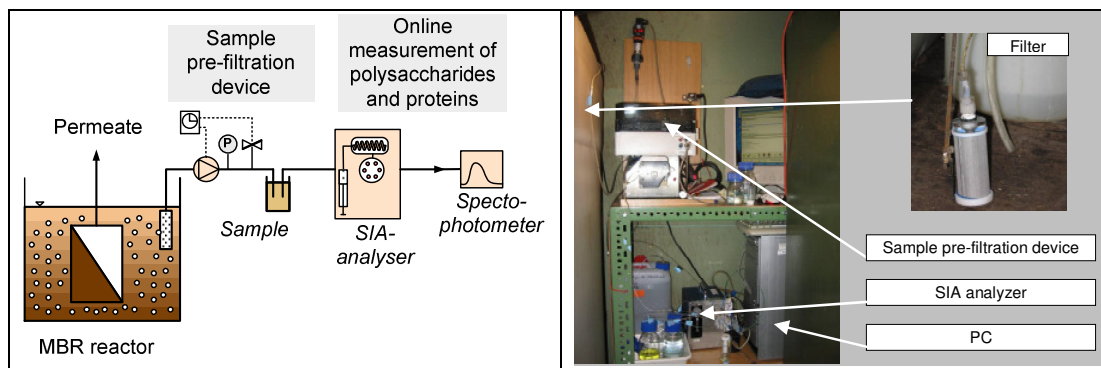 Sample
pre-filtration
device
Online
measurement of
polysaccharides
and proteins
Permeate
P
Sample
SIA-
analyser
Specto-
photometer
MBR reactor
Filter
Sample pre-filtration device
SIA analyzer
PC